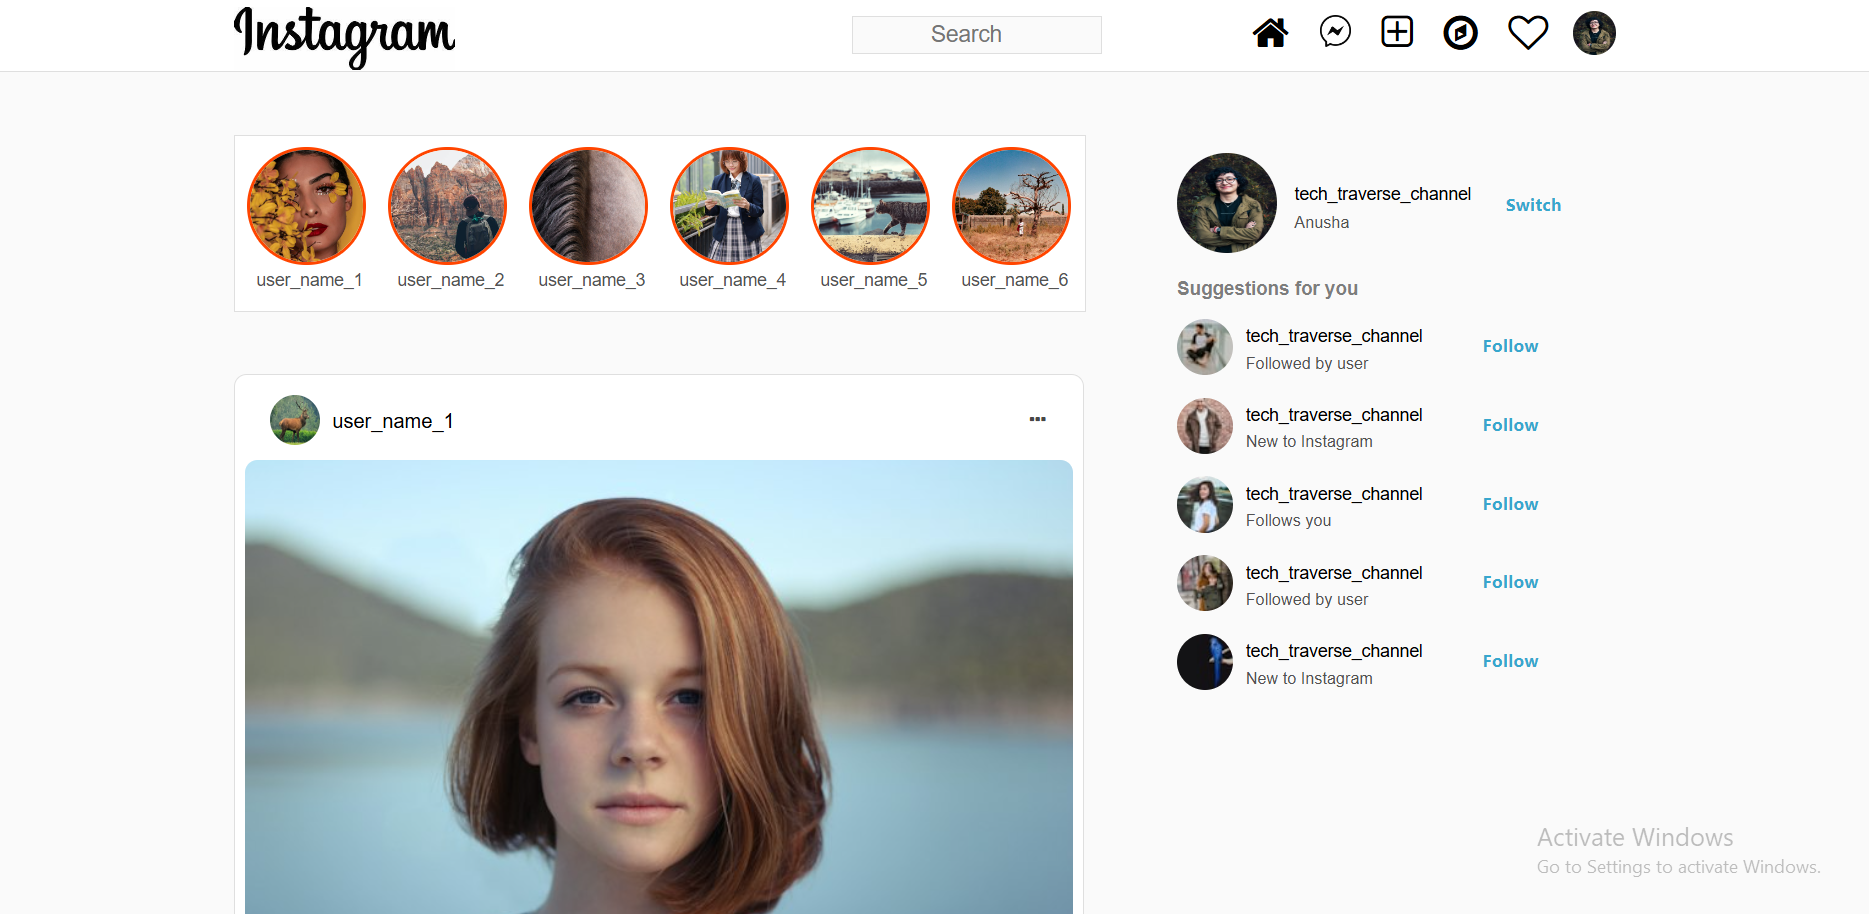 Instagram
Search
user_name_1
user_name_2
user_name_3
user_name_4
user_name_5
user_name_6
tech_traverse_channel
Anusha
Switch
Suggestions for you
tech_traverse_channel
Followed by user
Follow
tech_traverse_channel
New to Instagram
Follow
tech_traverse_channel
Follows you
Follow
tech_traverse_channel
Followed by user
Follow
tech_traverse_channel
New to Instagram
Follow
user_name_1
Activate Windows
Go to Settings to activate Windows.